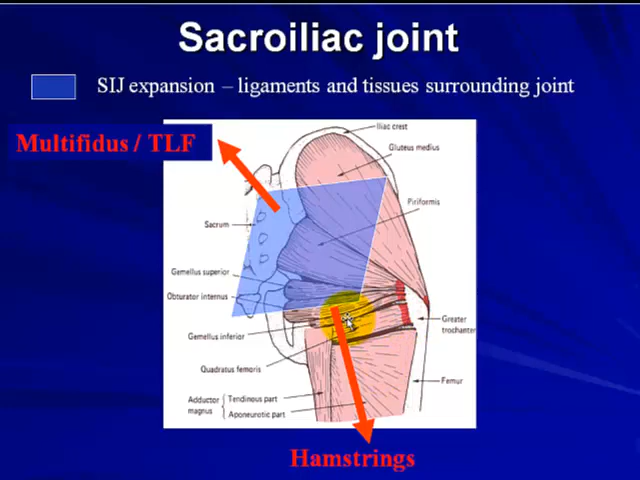 Sacroiliac joint
SIJ expansion – ligaments and tissues surrounding joint
Multifidus / TLF
Iliac crest
Gluteus medius
Piriformis
Sacrum
Gemellus superior
Obturator internus
Gemellus inferior
Greater
trochanter
Quadratus femoris
Femur
Adductor
magnus
Tendinous part
Aponeurotic part
Hamstrings